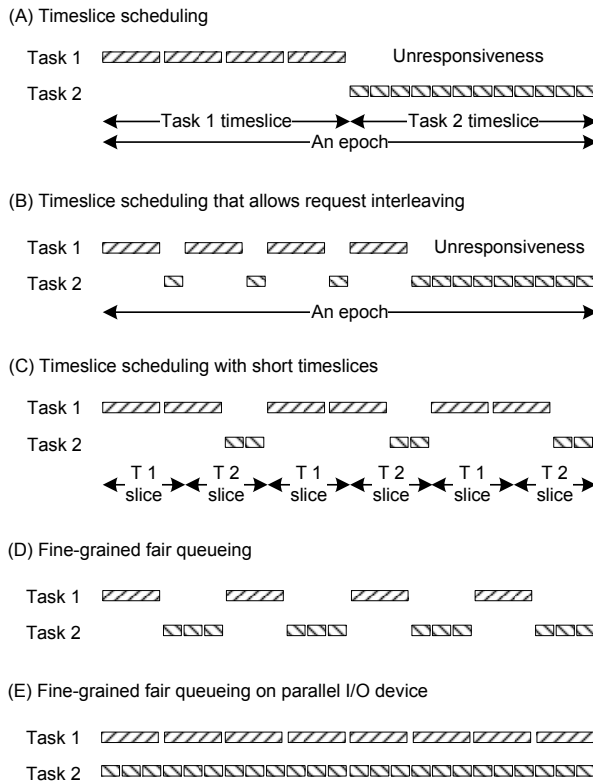 (A) Timeslice scheduling
Task 1
Unresponsiveness
Task 2
Task 1 timeslice
Task 2 timeslice
An epoch
(B) Timeslice scheduling that allows request interleaving
Task 1
Unresponsiveness
Task 2
An epoch
(C) Timeslice scheduling with short timeslices
Task 1
Task 2
T 1 T 2 T 1 T 2 T 1 T 2
slice slice slice slice slice slice
(D) Fine-grained fair queueing
Task 1
Task 2
(E) Fine-grained fair queueing on parallel I/O device
Task 1
Task 2